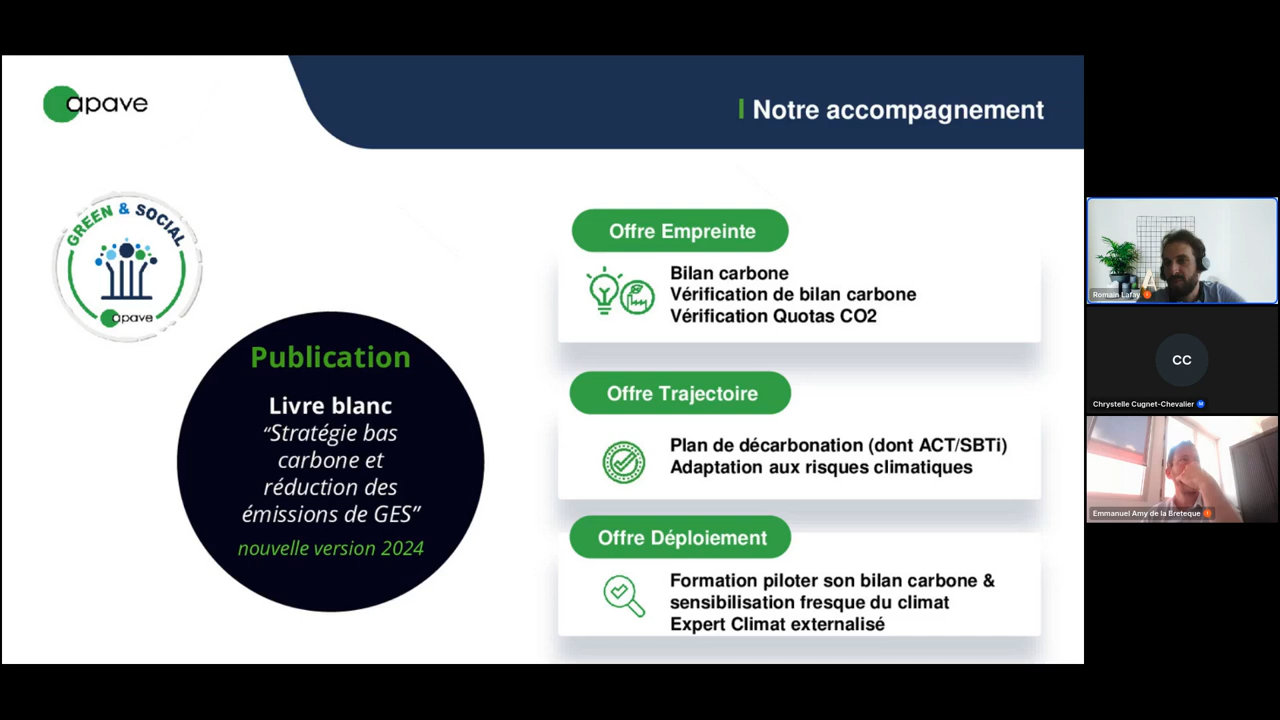 apave
Notre accompagnement
GREEN & SOCIAL
apave
Publication
Livre blanc
“Stratégie bas
carbone et
réduction des
émissions de GES”
nouvelle version 2024
Offre Empreinte
Bilan carbone
Vérification de bilan carbone
Vérification Quotas CO2
Offre Trajectoire
Plan de décarbonation (dont ACT/SBTi)
Adaptation aux risques climatiques
Offre Déploiement
Formation piloter son bilan carbone &
sensibilisation fresque du climat
Expert Climat externalisé
Romain Lafay
CC
Chrystelle Cugnet-Chevalier
Emmanuel Amy de la Breteque